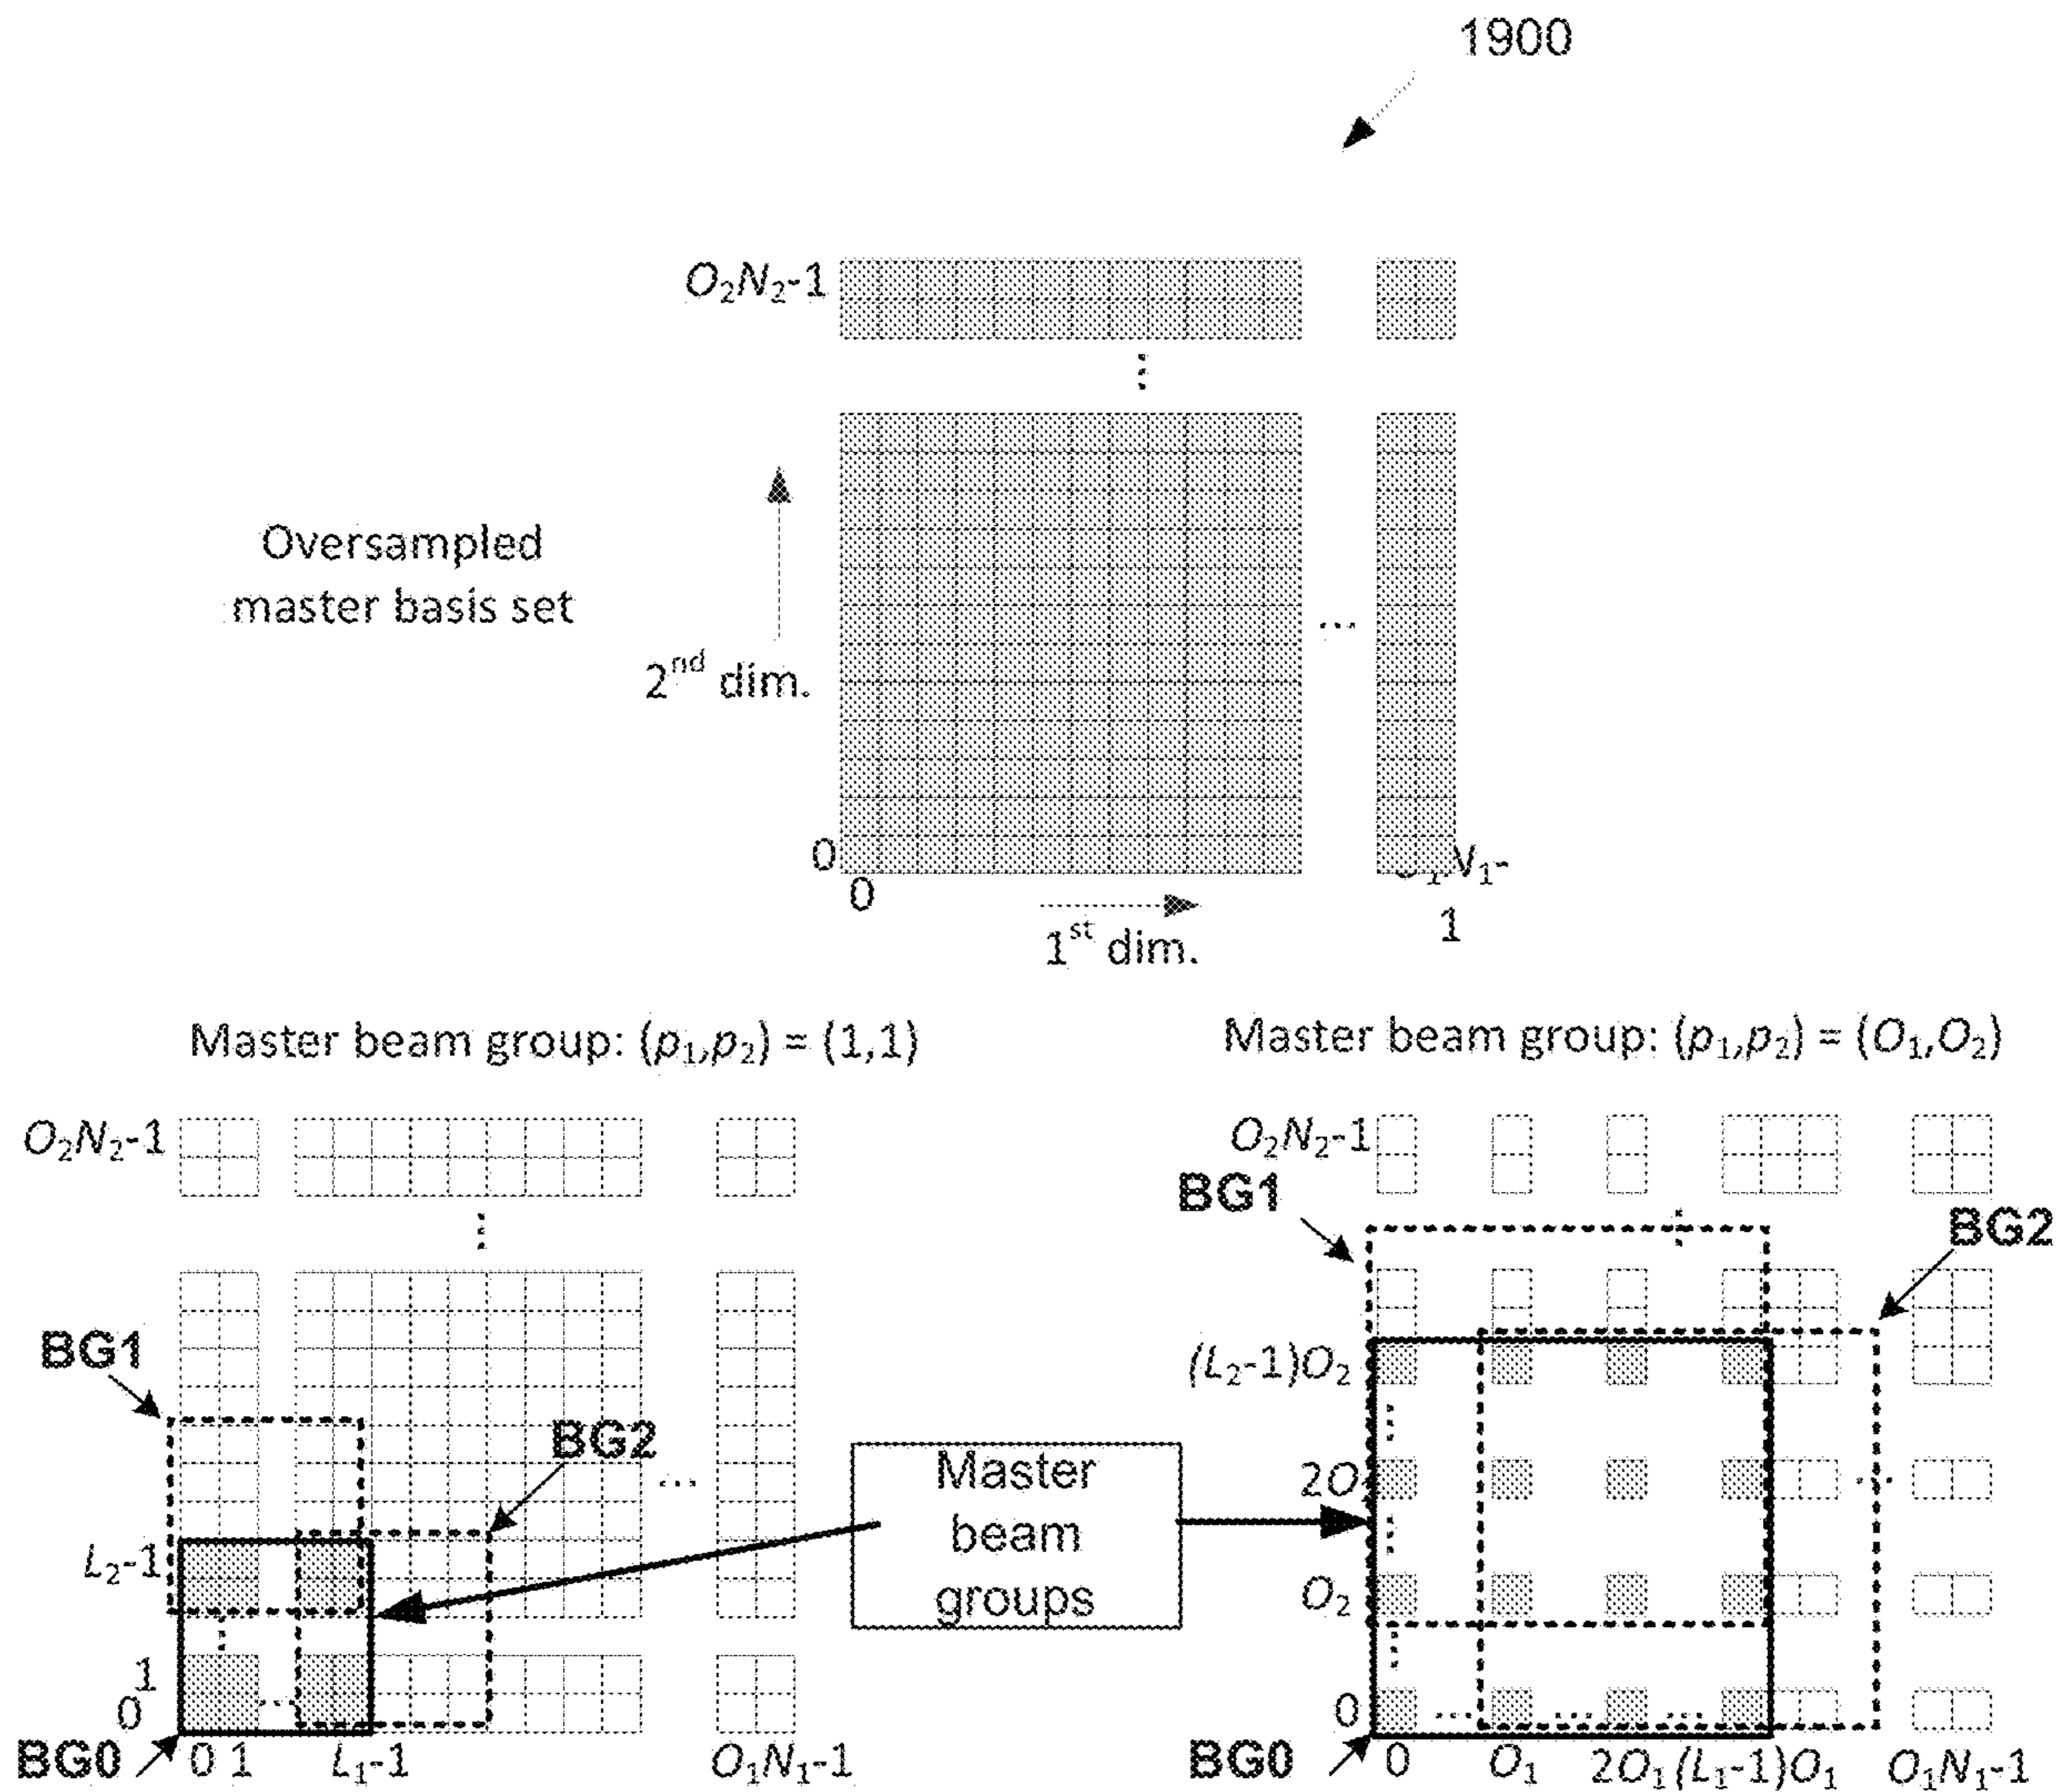 1900
O₂N₂-1
⋮
Oversampled
master basis set
2ⁿᵈ dim.
...
0
0
1
1ˢᵗ dim.
Master beam group: (p₁,p₂) = (1,1)
O₂N₂-1
⋮
BG1
BG2
...
L₂-1
⋮
1
0
...
BG0
0 1
L₁-1
O₁N₁-1
Master
beam
groups
Master beam group: (p₁,p₂) = (O₁,O₂)
O₂N₂-1
BG1
⋮
BG2
(L₂-1)O₂
⋮
2O
...
⋮
O₂
⋮
0
... ... ...
BG0
0
O₁
2O₁
(L₁-1)O₁
O₁N₁-1